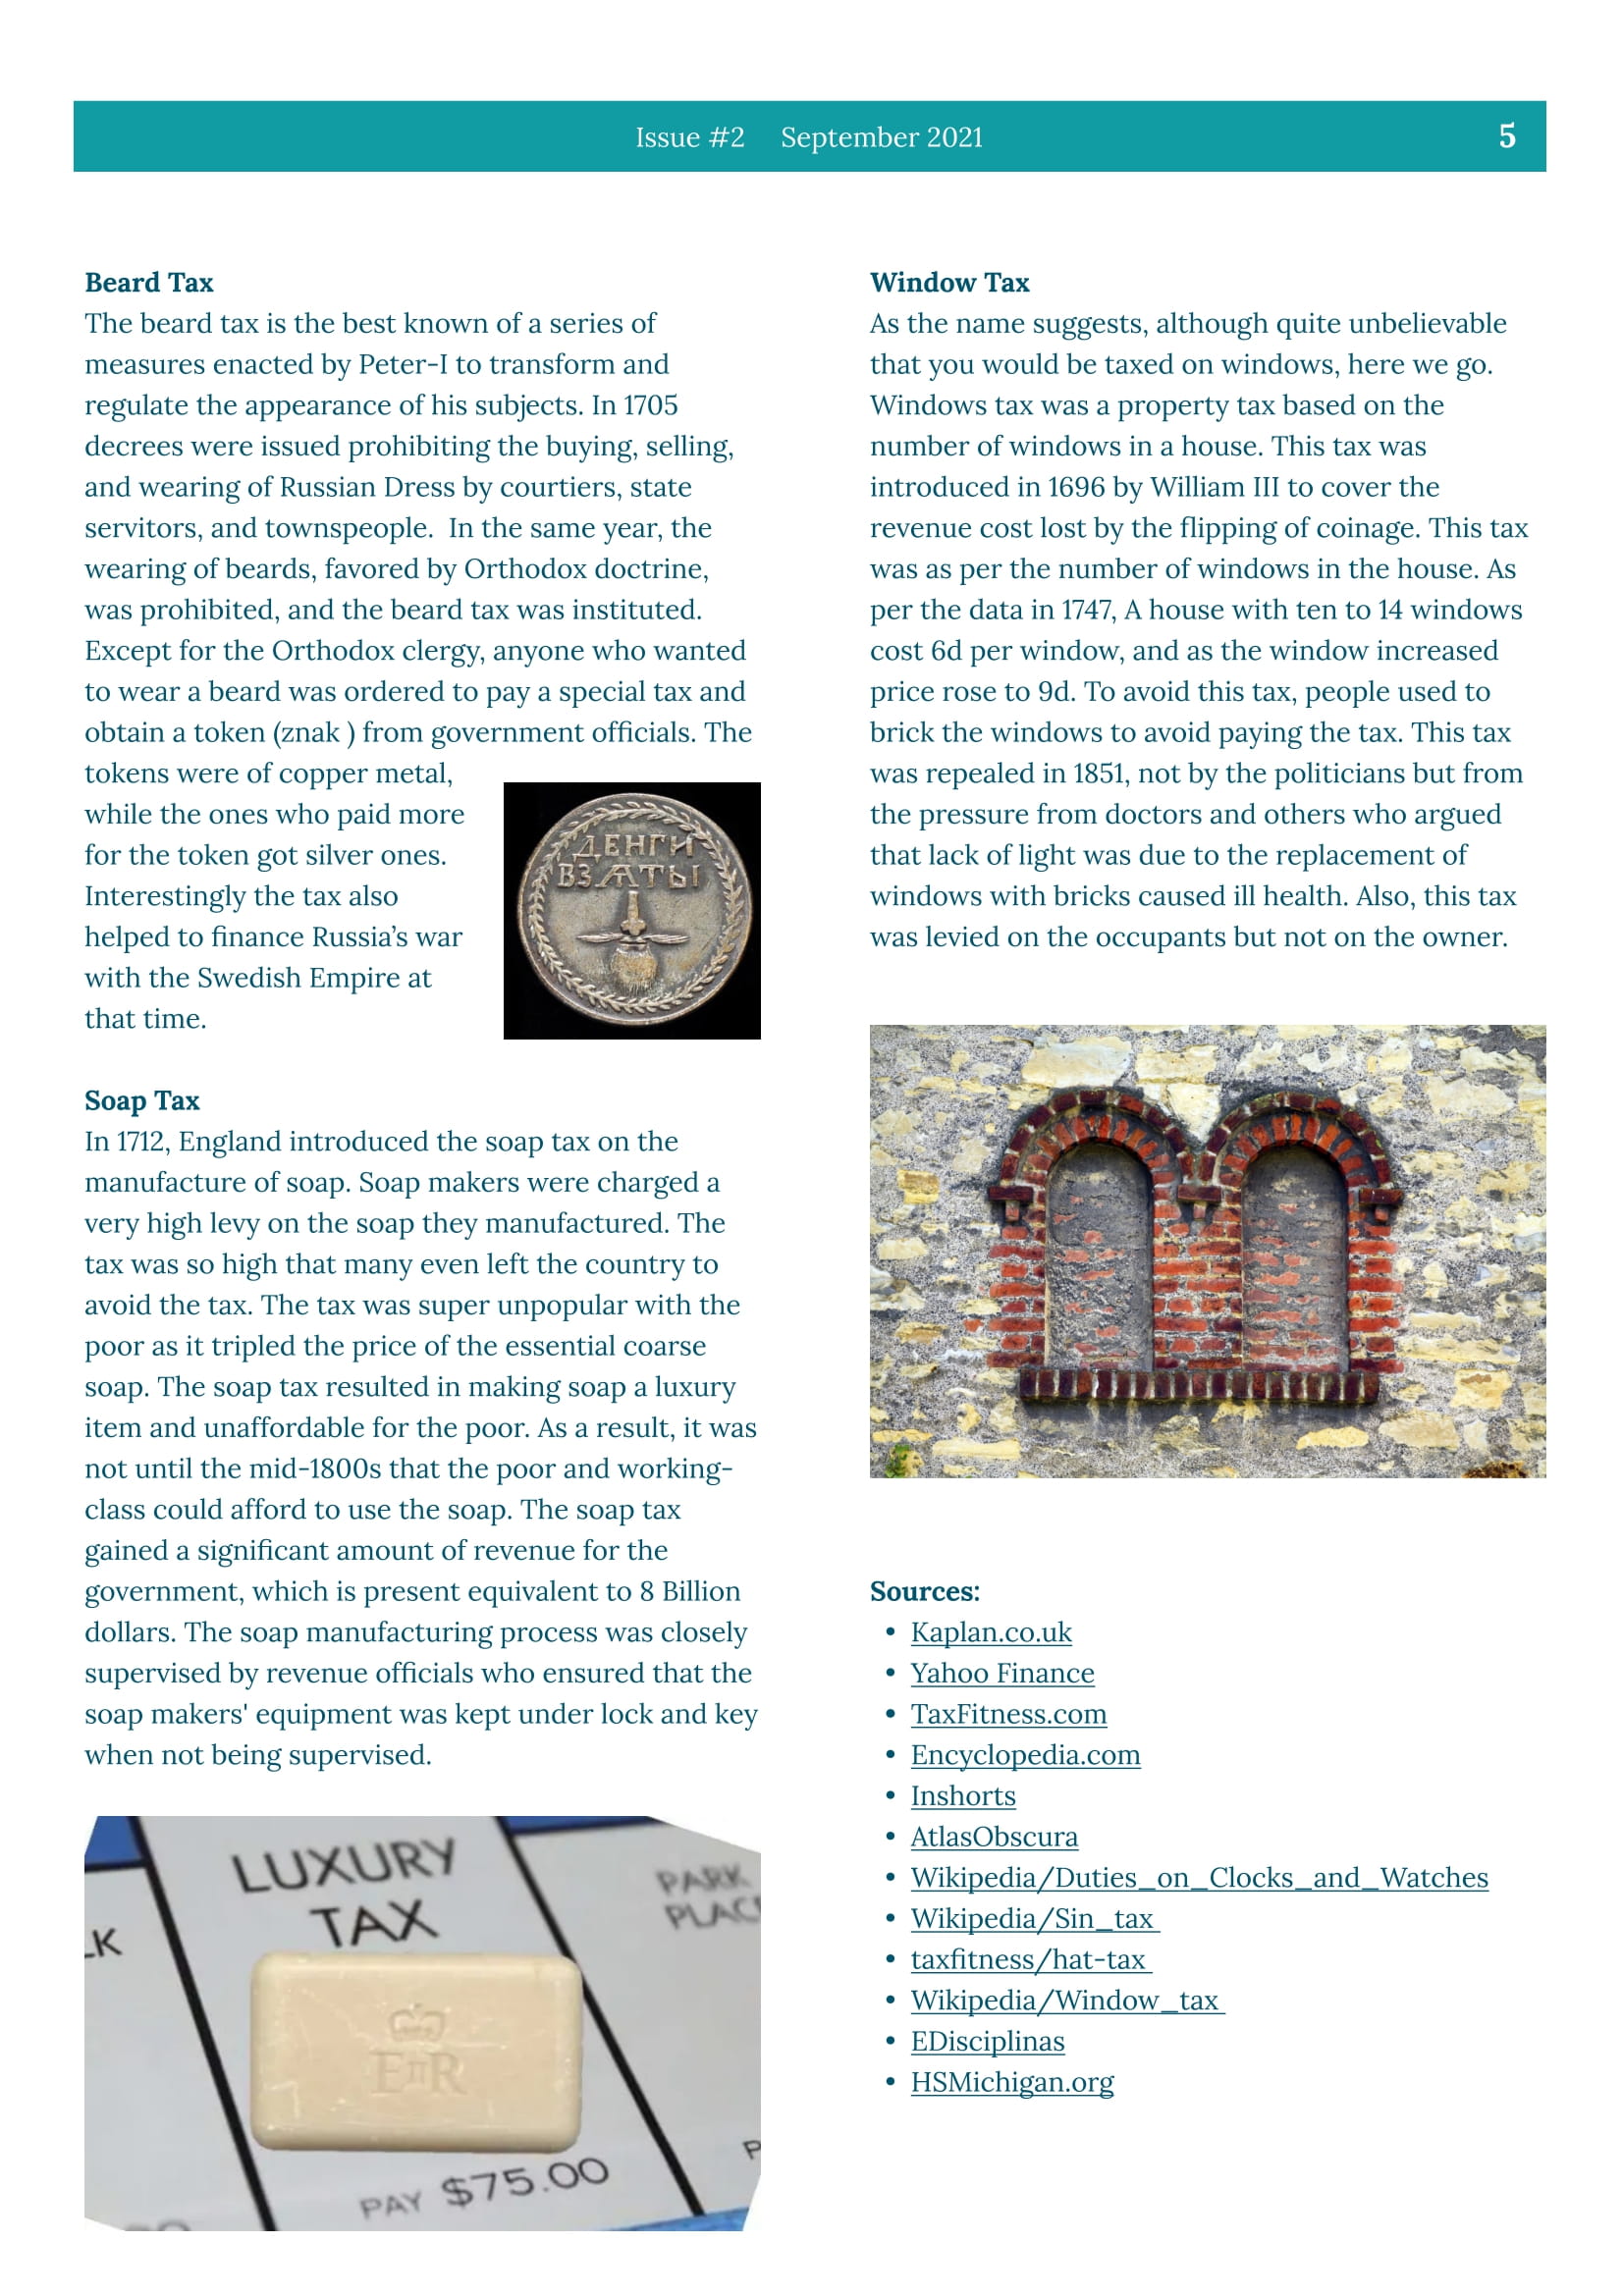 Issue #2 September 2021
5
Beard Tax
The beard tax is the best known of a series of
measures enacted by Peter-I to transform and
regulate the appearance of his subjects. In 1705
decrees were issued prohibiting the buying, selling,
and wearing of Russian Dress by courtiers, state
servitors, and townspeople.  In the same year, the
wearing of beards, favored by Orthodox doctrine,
was prohibited, and the beard tax was instituted.
Except for the Orthodox clergy, anyone who wanted
to wear a beard was ordered to pay a special tax and
obtain a token (znak ) from government officials. The
tokens were of copper metal,
while the ones who paid more
for the token got silver ones.
Interestingly the tax also
helped to finance Russia’s war
with the Swedish Empire at
that time.
ДЕНГИ
ВЗѦТЫ
Soap Tax
In 1712, England introduced the soap tax on the
manufacture of soap. Soap makers were charged a
very high levy on the soap they manufactured. The
tax was so high that many even left the country to
avoid the tax. The tax was super unpopular with the
poor as it tripled the price of the essential coarse
soap. The soap tax resulted in making soap a luxury
item and unaffordable for the poor. As a result, it was
not until the mid-1800s that the poor and working-
class could afford to use the soap. The soap tax
gained a significant amount of revenue for the
government, which is present equivalent to 8 Billion
dollars. The soap manufacturing process was closely
supervised by revenue officials who ensured that the
soap makers' equipment was kept under lock and key
when not being supervised.
LUXURY
TAX
PARK
PLAC
LK
EIIR
PAY $75.00
Window Tax
As the name suggests, although quite unbelievable
that you would be taxed on windows, here we go.
Windows tax was a property tax based on the
number of windows in a house. This tax was
introduced in 1696 by William III to cover the
revenue cost lost by the flipping of coinage. This tax
was as per the number of windows in the house. As
per the data in 1747, A house with ten to 14 windows
cost 6d per window, and as the window increased
price rose to 9d. To avoid this tax, people used to
brick the windows to avoid paying the tax. This tax
was repealed in 1851, not by the politicians but from
the pressure from doctors and others who argued
that lack of light was due to the replacement of
windows with bricks caused ill health. Also, this tax
was levied on the occupants but not on the owner.
Sources:
• Kaplan.co.uk
• Yahoo Finance
• TaxFitness.com
• Encyclopedia.com
• Inshorts
• AtlasObscura
• Wikipedia/Duties_on_Clocks_and_Watches
• Wikipedia/Sin_tax
• taxfitness/hat-tax
• Wikipedia/Window_tax
• EDisciplinas
• HSMichigan.org